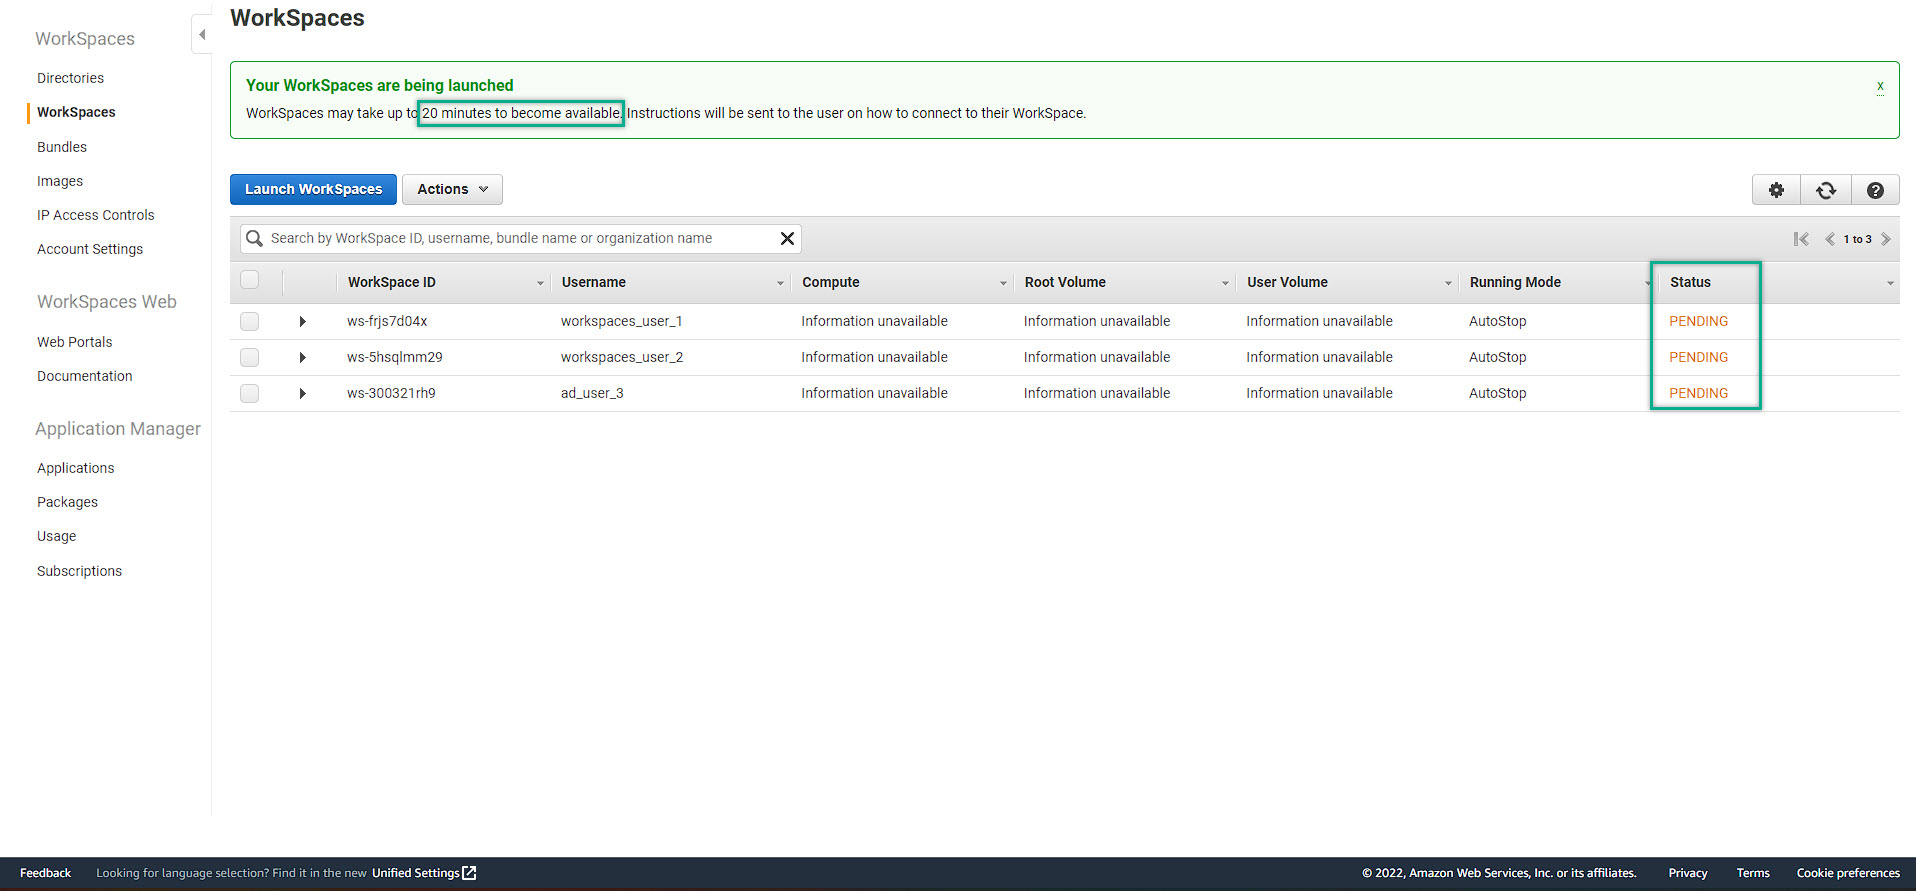 WorkSpaces
WorkSpaces
Directories
WorkSpaces
Bundles
Images
IP Access Controls
Account Settings
WorkSpaces Web
Web Portals
Documentation
Application Manager
Applications
Packages
Usage
Subscriptions
Your WorkSpaces are being launched
x
WorkSpaces may take up to 20 minutes to become available. Instructions will be sent to the user on how to connect to their WorkSpace.
Launch WorkSpaces Actions
Search by WorkSpace ID, username, bundle name or organization name
1 to 3
WorkSpace ID Username Compute Root Volume User Volume Running Mode Status
ws-frjs7d04x workspaces_user_1 Information unavailable Information unavailable Information unavailable AutoStop PENDING
ws-5hsqlmm29 workspaces_user_2 Information unavailable Information unavailable Information unavailable AutoStop PENDING
ws-300321rh9 ad_user_3 Information unavailable Information unavailable Information unavailable AutoStop PENDING
Feedback Looking for language selection? Find it in the new Unified Settings © 2022, Amazon Web Services, Inc. or its affiliates. Privacy Terms Cookie preferences